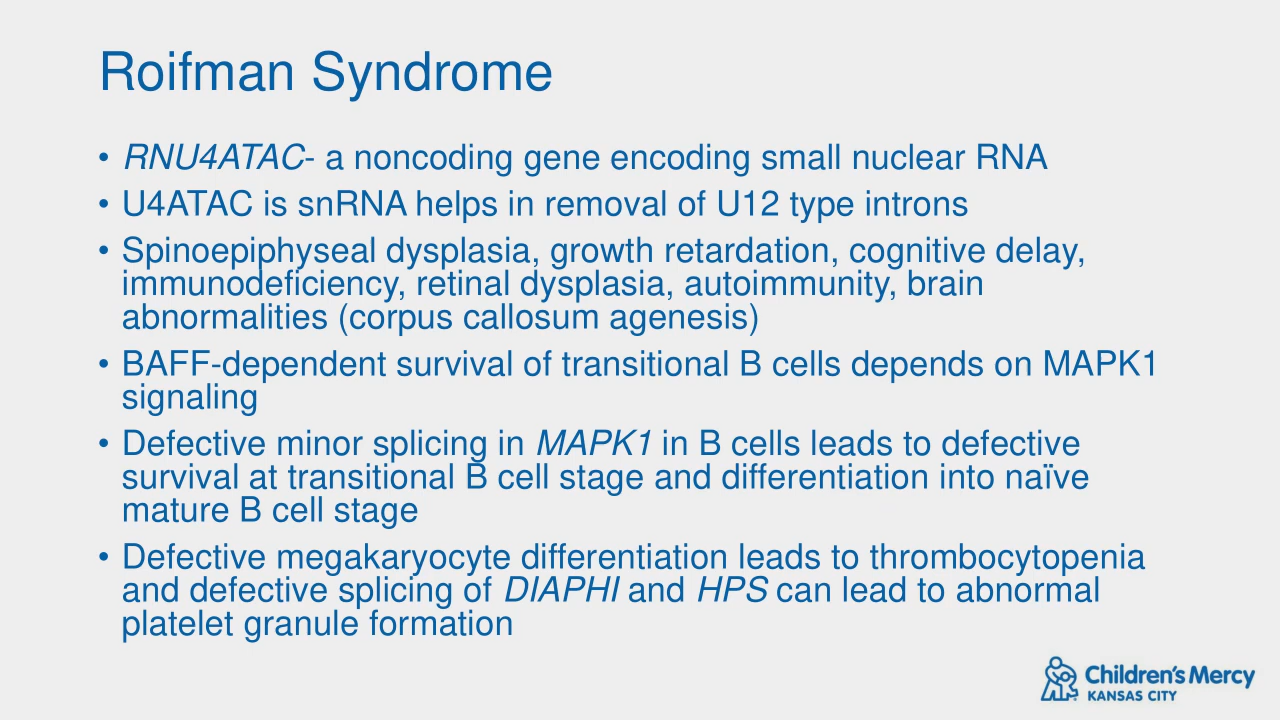 Roifman Syndrome
• RNU4ATAC- a noncoding gene encoding small nuclear RNA
• U4ATAC is snRNA helps in removal of U12 type introns
• Spinoepiphyseal dysplasia, growth retardation, cognitive delay,
immunodeficiency, retinal dysplasia, autoimmunity, brain
abnormalities (corpus callosum agenesis)
• BAFF-dependent survival of transitional B cells depends on MAPK1
signaling
• Defective minor splicing in MAPK1 in B cells leads to defective
survival at transitional B cell stage and differentiation into naïve
mature B cell stage
• Defective megakaryocyte differentiation leads to thrombocytopenia
and defective splicing of DIAPHI and HPS can lead to abnormal
platelet granule formation
Children's Mercy
KANSAS CITY